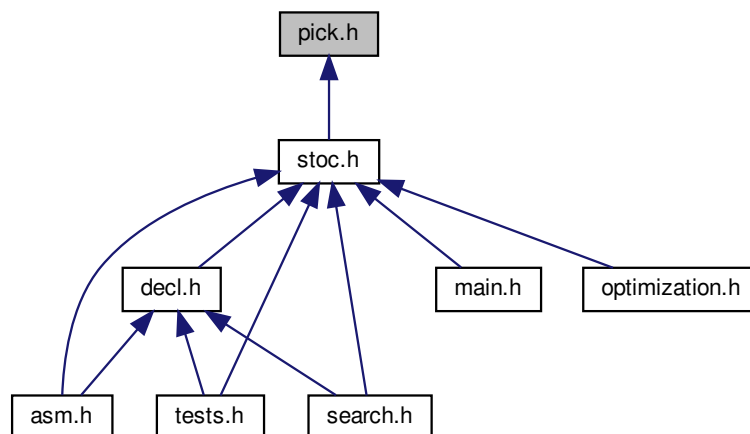 pick.h
stoc.h
decl.h
main.h
optimization.h
asm.h
tests.h
search.h